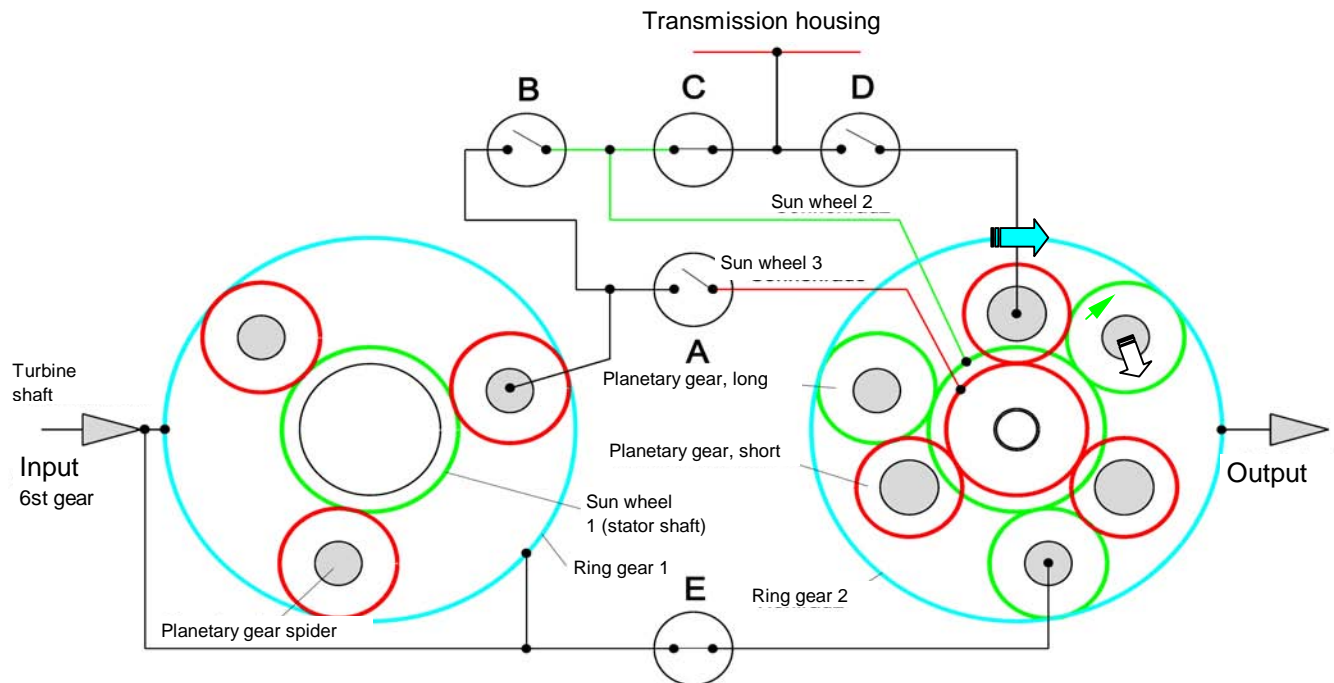 Transmission housing
B
C
D
Sun wheel 2
Sun wheel 3
A
Turbine
shaft
Planetary gear, long
Planetary gear, short
Input
6st gear
Output
Sun wheel
1 (stator shaft)
Ring gear 1
E
Ring gear 2
Planetary gear spider